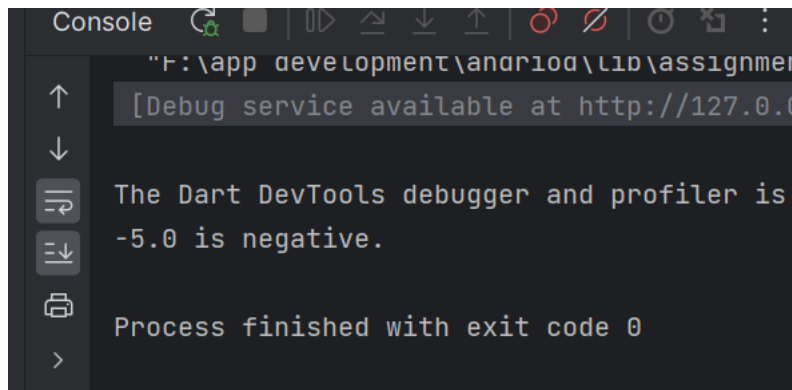 Console
"F:\app development\andriod\lib\assignmen
[Debug service available at http://127.0.0
The Dart DevTools debugger and profiler is
-5.0 is negative.
Process finished with exit code 0